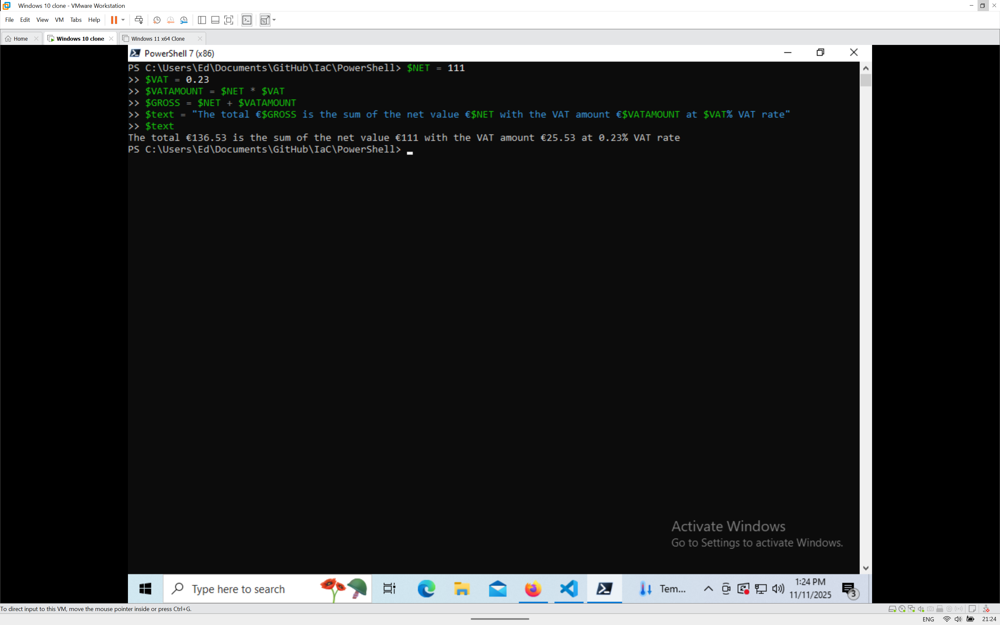 Windows 10 clone - VMware Workstation
File Edit View VM Tabs Help
Home Windows 10 clone Windows 11 x64 Clone
PowerShell 7 (x86)
PS C:\Users\Ed\Documents\GitHub\IaC\PowerShell> $NET = 111
>> $VAT = 0.23
>> $VATAMOUNT = $NET * $VAT
>> $GROSS = $NET + $VATAMOUNT
>> $text = "The total €$GROSS is the sum of the net value €$NET with the VAT amount €$VATAMOUNT at $VAT% VAT rate"
>> $text
The total €136.53 is the sum of the net value €111 with the VAT amount €25.53 at 0.23% VAT rate
PS C:\Users\Ed\Documents\GitHub\IaC\PowerShell>
Activate Windows
Go to Settings to activate Windows.
Type here to search
Tem...
1:24 PM
11/11/2025
3
To direct input to this VM, move the mouse pointer inside or press Ctrl+G.
ENG 21:24